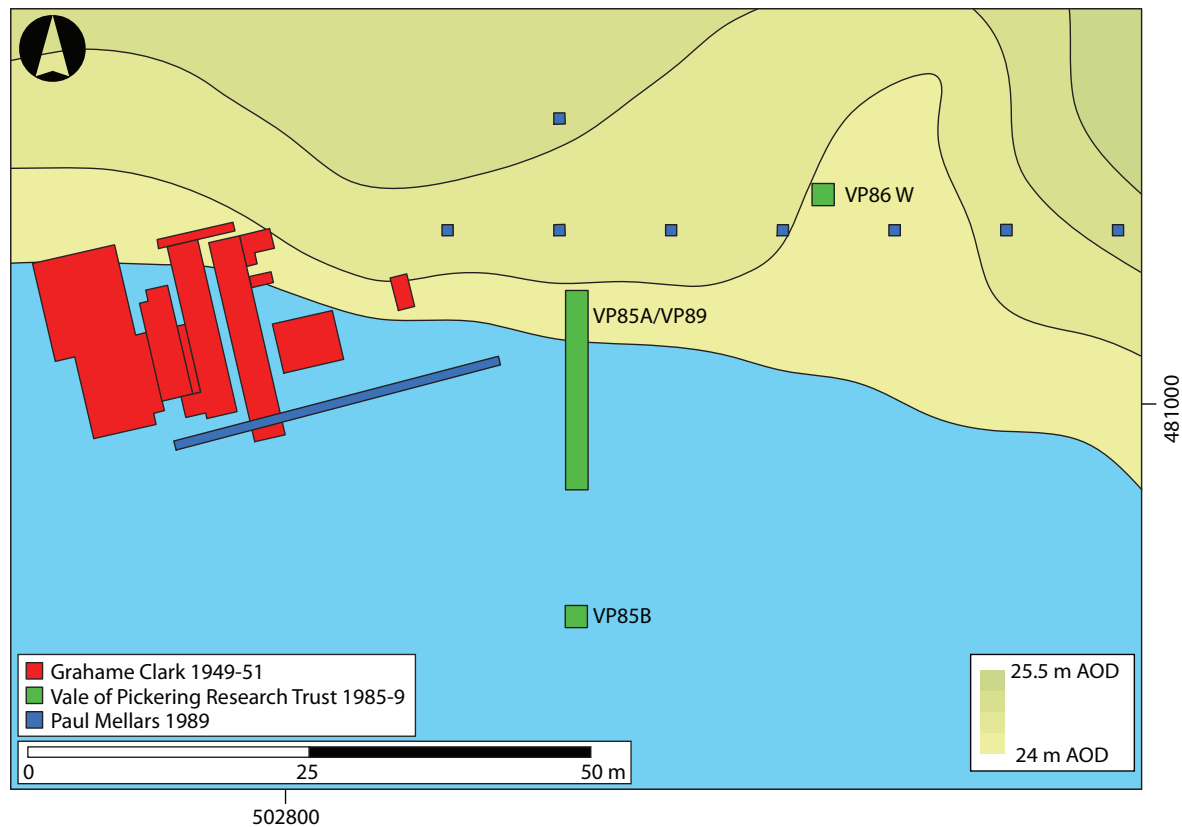 VP86 W
VP85A/VP89
481000
VP85B
Grahame Clark 1949-51
Vale of Pickering Research Trust 1985-9
Paul Mellars 1989
0 25 50 m
25.5 m AOD
24 m AOD
502800